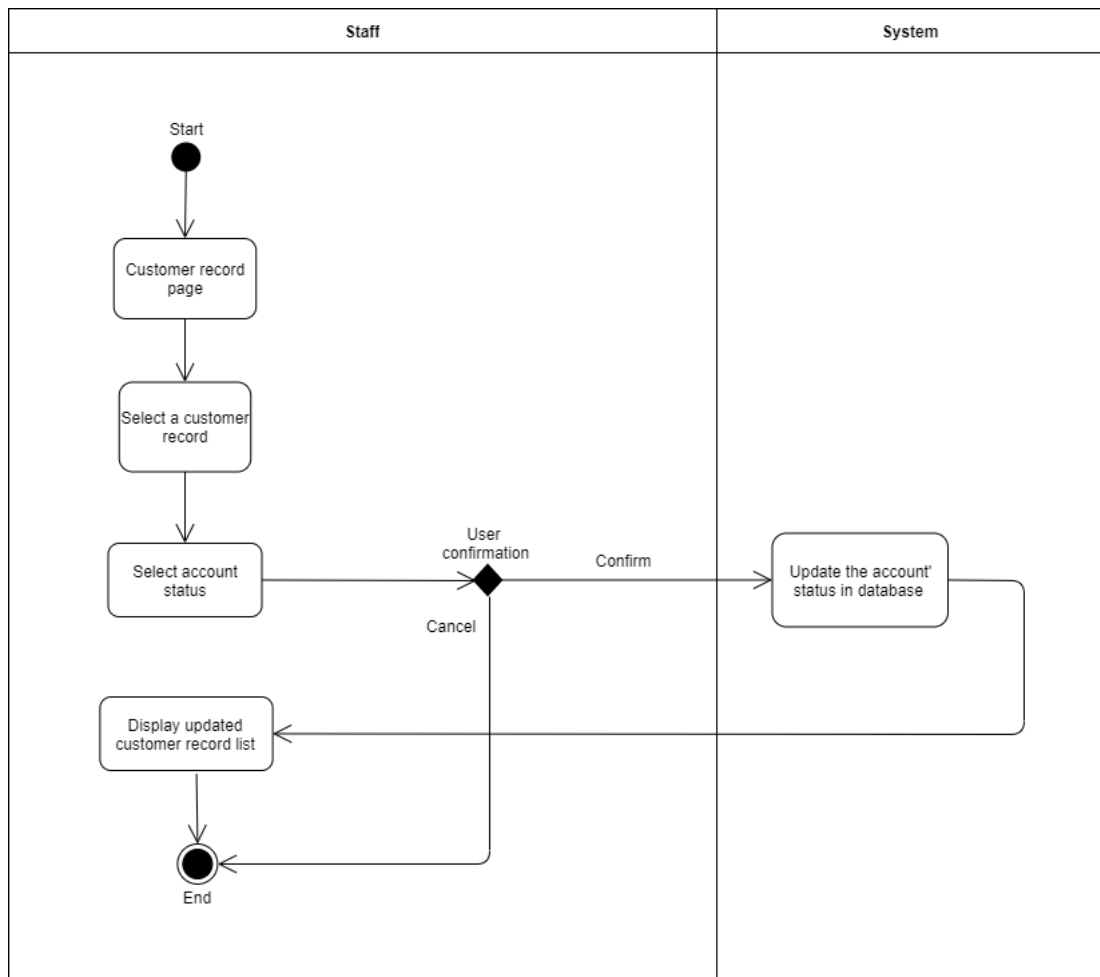 Staff
System
Start
Customer record
page
Select a customer
record
Select account
status
User
confirmation
Confirm
Cancel
Update the account'
status in database
Display updated
customer record list
End